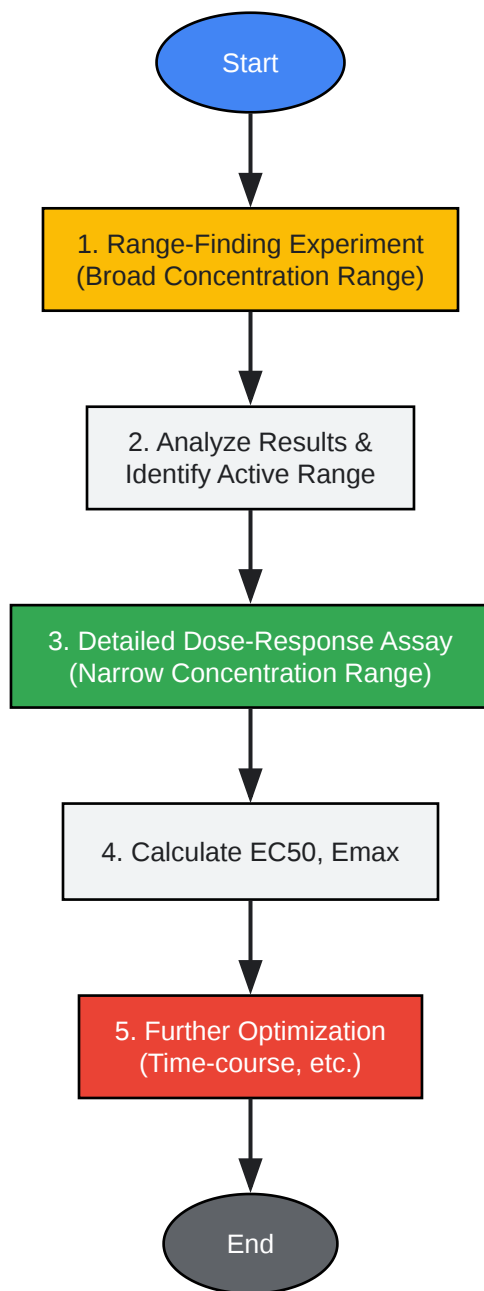 Start
1. Range-Finding Experiment
(Broad Concentration Range)
2. Analyze Results &
Identify Active Range
3. Detailed Dose-Response Assay
(Narrow Concentration Range)
4. Calculate EC50, Emax
5. Further Optimization
(Time-course, etc.)
End